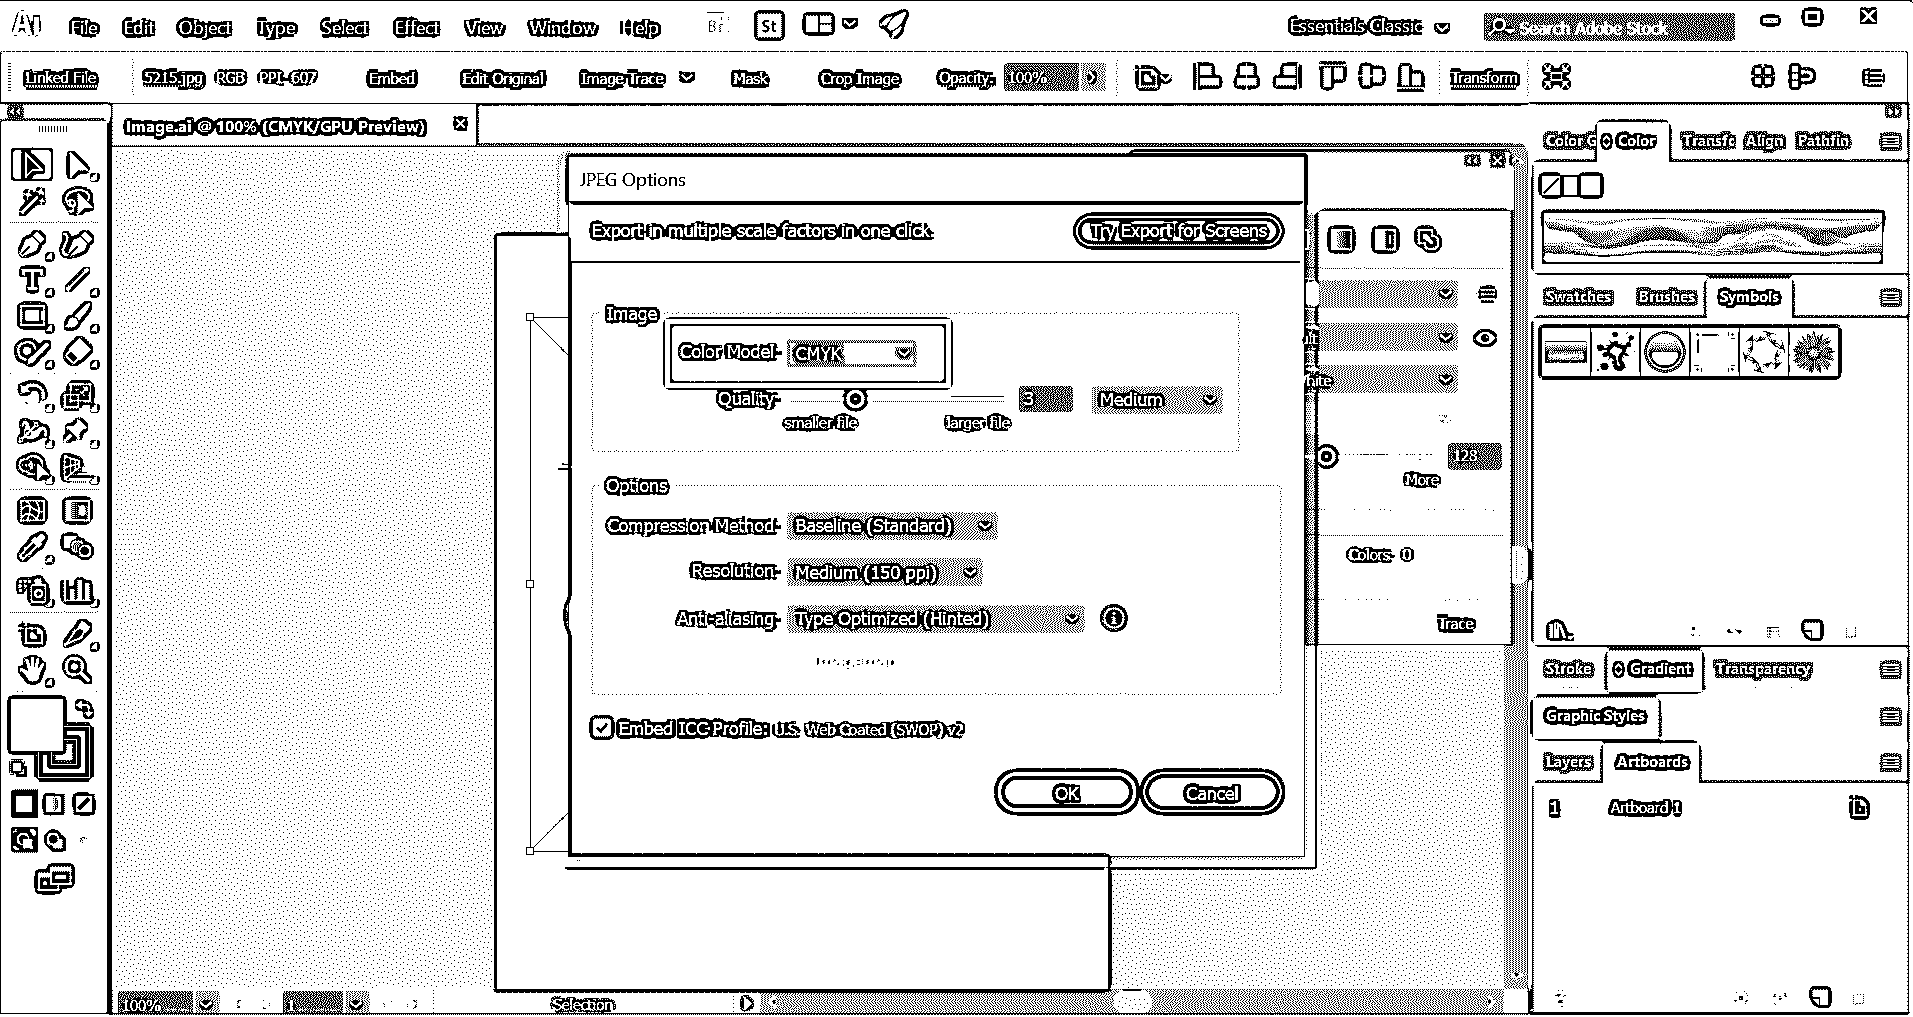 Ai File Edit Object Type Select Effect View Window Help Br St Essentials Classic Search Adobe Stock
Linked File 5215.jpg RGB PPI: 607 Embed Edit Original Image Trace Mask Crop Image Opacity: 100% Transform
Image.ai @ 100% (CMYK/GPU Preview)
Color G Color Transfo Align Pathfin
JPEG Options
Export in multiple scale factors in one click.
Try Export for Screens
Swatches Brushes Symbols
Image
Color Model: CMYK
Quality: 3 Medium
smaller file larger file
128
More
Options
Compression Method: Baseline (Standard)
Resolution: Medium (150 ppi)
Colors: 0
Anti-aliasing: Type Optimized (Hinted)
Trace
Stroke Gradient Transparency
Graphic Styles
Embed ICC Profile: U.S. Web Coated (SWOP) v2
Layers Artboards
OK Cancel
1 Artboard 1
100% 1 Selection